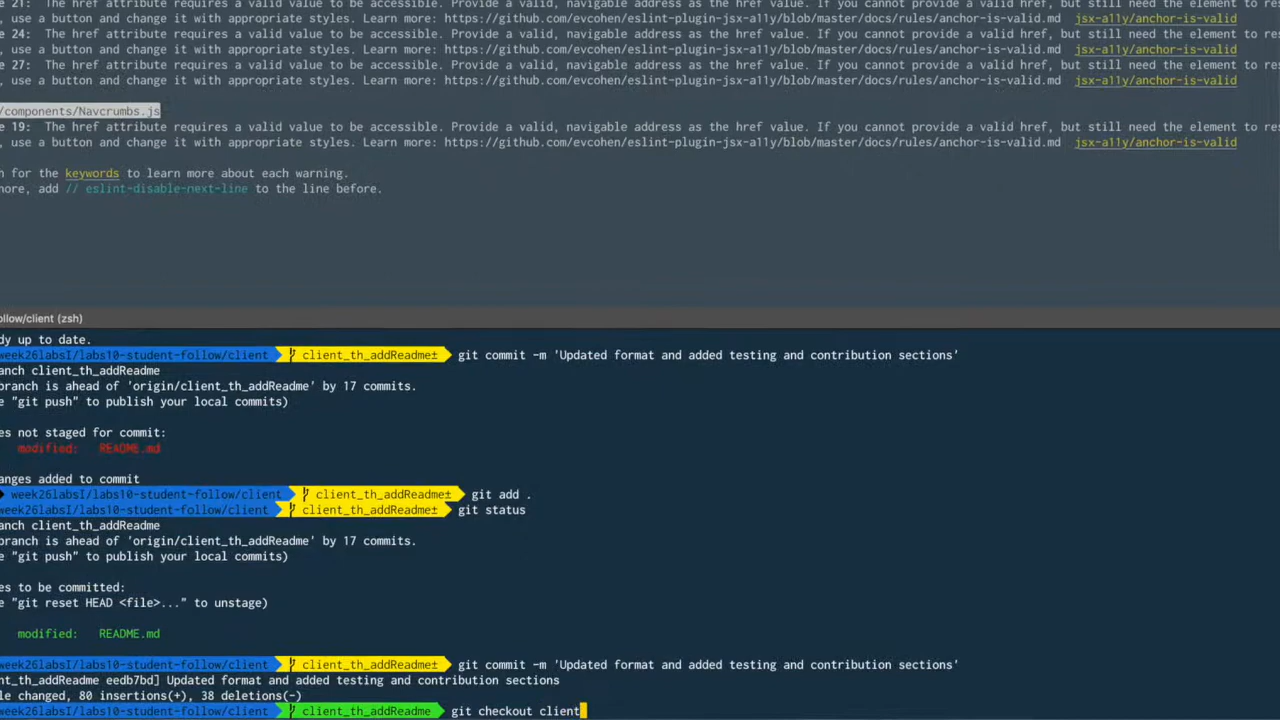 e 21:  The href attribute requires a valid value to be accessible. Provide a valid, navigable address as the href value. If you cannot provide a valid href, but still need the element to res
, use a button and change it with appropriate styles. Learn more: https://github.com/evcohen/eslint-plugin-jsx-a11y/blob/master/docs/rules/anchor-is-valid.md  jsx-a11y/anchor-is-valid
e 24:  The href attribute requires a valid value to be accessible. Provide a valid, navigable address as the href value. If you cannot provide a valid href, but still need the element to res
, use a button and change it with appropriate styles. Learn more: https://github.com/evcohen/eslint-plugin-jsx-a11y/blob/master/docs/rules/anchor-is-valid.md  jsx-a11y/anchor-is-valid
e 27:  The href attribute requires a valid value to be accessible. Provide a valid, navigable address as the href value. If you cannot provide a valid href, but still need the element to res
, use a button and change it with appropriate styles. Learn more: https://github.com/evcohen/eslint-plugin-jsx-a11y/blob/master/docs/rules/anchor-is-valid.md  jsx-a11y/anchor-is-valid
/components/Navcrumbs.js
e 19:  The href attribute requires a valid value to be accessible. Provide a valid, navigable address as the href value. If you cannot provide a valid href, but still need the element to res
, use a button and change it with appropriate styles. Learn more: https://github.com/evcohen/eslint-plugin-jsx-a11y/blob/master/docs/rules/anchor-is-valid.md  jsx-a11y/anchor-is-valid
h for the keywords to learn more about each warning.
nore, add // eslint-disable-next-line to the line before.
ollow/client (zsh)
dy up to date.
week26labsI/labs10-student-follow/client client_th_addReadme± git commit -m 'Updated format and added testing and contribution sections'
anch client_th_addReadme
branch is ahead of 'origin/client_th_addReadme' by 17 commits.
e "git push" to publish your local commits)
es not staged for commit:
modified:   README.md
anges added to commit
week26labsI/labs10-student-follow/client client_th_addReadme± git add .
week26labsI/labs10-student-follow/client client_th_addReadme± git status
anch client_th_addReadme
branch is ahead of 'origin/client_th_addReadme' by 17 commits.
e "git push" to publish your local commits)
es to be committed:
e "git reset HEAD <file>..." to unstage)
modified:   README.md
week26labsI/labs10-student-follow/client client_th_addReadme± git commit -m 'Updated format and added testing and contribution sections'
nt_th_addReadme eedb7bd] Updated format and added testing and contribution sections
le changed, 80 insertions(+), 38 deletions(-)
week26labsI/labs10-student-follow/client client_th_addReadme git checkout client